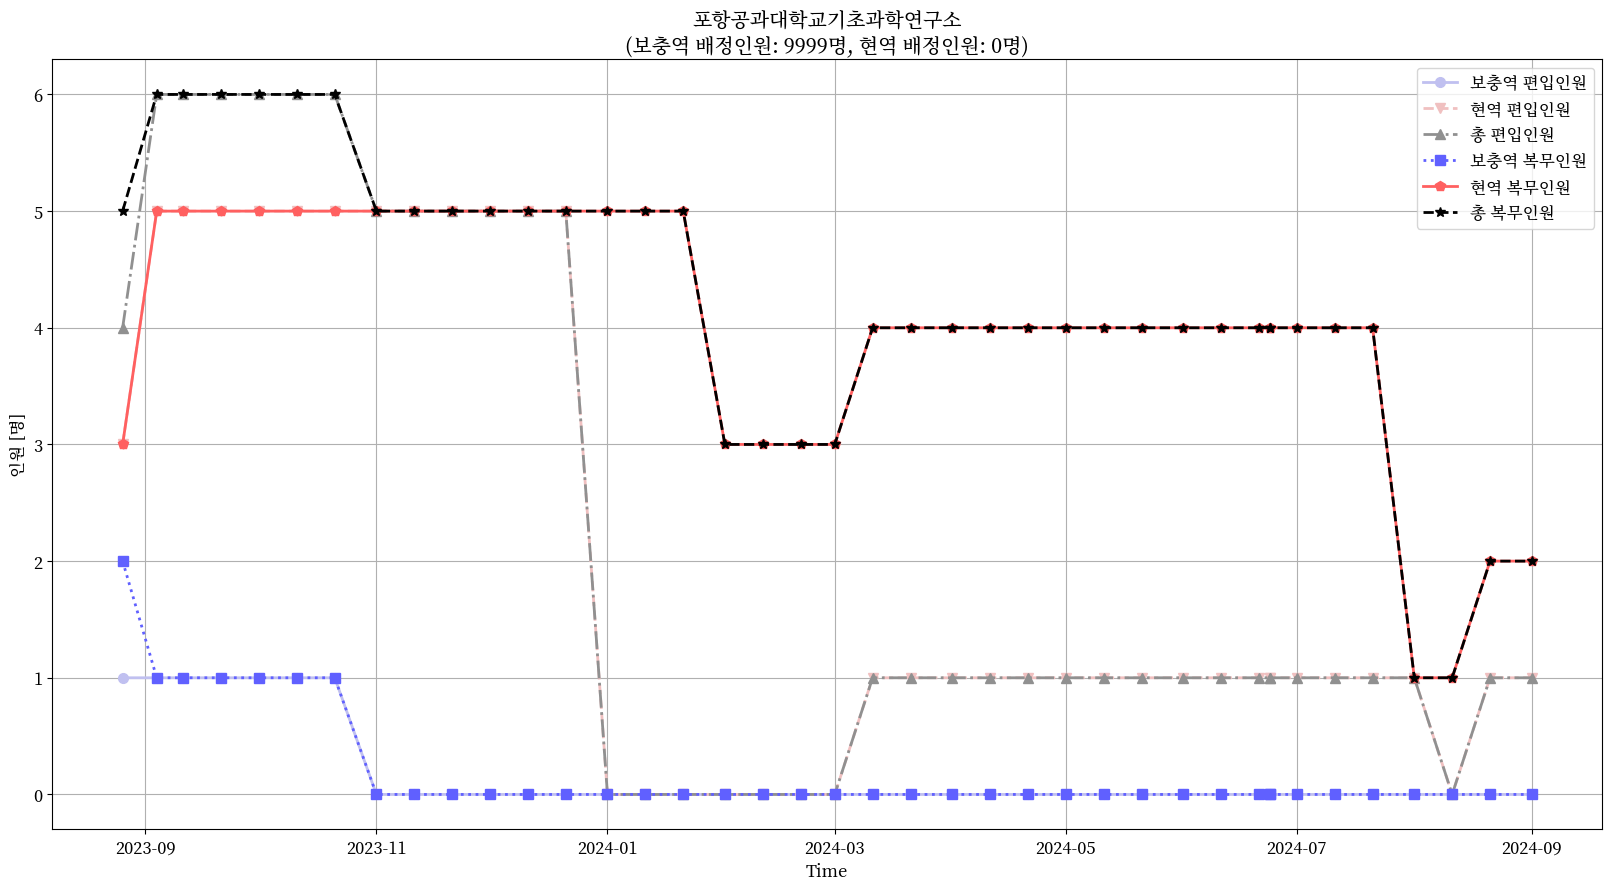 포항공과대학교기초과학연구소
(보충역 배정인원: 9999명, 현역 배정인원: 0명)
보충역 편입인원
현역 편입인원
총 편입인원
보충역 복무인원
현역 복무인원
총 복무인원
인원 [명]
6
5
4
3
2
1
0
2023-09
2023-11
2024-01
2024-03
2024-05
2024-07
2024-09
Time